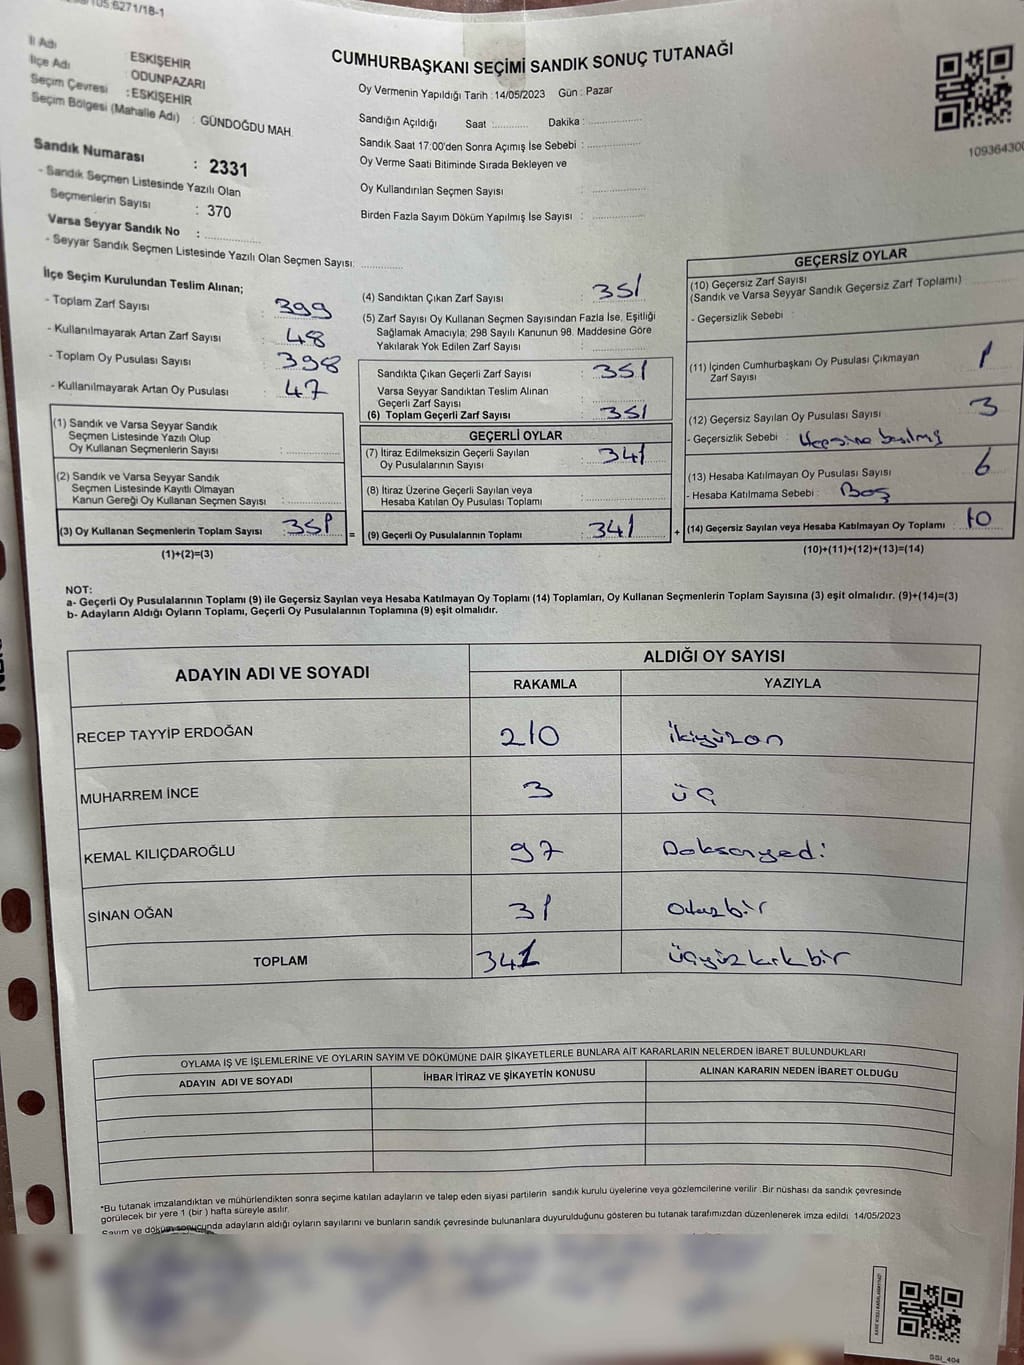 6271/18-1
İl Adı ESKİŞEHİR
İlçe Adı : ODUNPAZARI
Seçim Çevresi : ESKİŞEHİR
Seçim Bölgesi (Mahalle Adı) : GÜNDOĞDU MAH.
Sandık Numarası : 2331
- Sandık Seçmen Listesinde Yazılı Olan
Seçmenlerin Sayısı : 370
Varsa Seyyar Sandık No :
- Seyyar Sandık Seçmen Listesinde Yazılı Olan Seçmen Sayısı:
CUMHURBAŞKANI SEÇİMİ SANDIK SONUÇ TUTANAĞI
Oy Vermenin Yapıldığı Tarih : 14/05/2023 Gün : Pazar
Sandığın Açıldığı Saat : Dakika :
Sandık Saat 17:00'den Sonra Açımış İse Sebebi :
Oy Verme Saati Bitiminde Sırada Bekleyen ve
Oy Kullandırılan Seçmen Sayısı :
Birden Fazla Sayım Döküm Yapılmış İse Sayısı :
10936430
İlçe Seçim Kurulundan Teslim Alınan;
- Toplam Zarf Sayısı : 399
- Kullanılmayarak Artan Zarf Sayısı : 48
- Toplam Oy Pusulası Sayısı : 398
- Kullanılmayarak Artan Oy Pusulası : 47
(1) Sandık ve Varsa Seyyar Sandık
Seçmen Listesinde Yazılı Olup
Oy Kullanan Seçmenlerin Sayısı :
(2) Sandık ve Varsa Seyyar Sandık
Seçmen Listesinde Kayıtlı Olmayan
Kanun Gereği Oy Kullanan Seçmen Sayısı :
(3) Oy Kullanan Seçmenlerin Toplam Sayısı : 351 =
(1)+(2)=(3)
(4) Sandıktan Çıkan Zarf Sayısı : 351
(5) Zarf Sayısı Oy Kullanan Seçmen Sayısından Fazla İse, Eşitliği
Sağlamak Amacıyla; 298 Sayılı Kanunun 98. Maddesine Göre
Yakılarak Yok Edilen Zarf Sayısı :
Sandıkta Çıkan Geçerli Zarf Sayısı : 351
Varsa Seyyar Sandıktan Teslim Alınan
Geçerli Zarf Sayısı :
(6) Toplam Geçerli Zarf Sayısı : 351
GEÇERLİ OYLAR
(7) İtiraz Edilmeksizin Geçerli Sayılan
Oy Pusulalarının Sayısı : 341
(8) İtiraz Üzerine Geçerli Sayılan veya
Hesaba Katılan Oy Pusulası Toplamı :
(9) Geçerli Oy Pusulalarının Toplamı : 341 +
GEÇERSİZ OYLAR
(10) Geçersiz Zarf Sayısı
(Sandık ve Varsa Seyyar Sandık Geçersiz Zarf Toplamı) :
- Geçersizlik Sebebi :
(11) İçinden Cumhurbaşkanı Oy Pusulası Çıkmayan
Zarf Sayısı : 1
(12) Geçersiz Sayılan Oy Pusulası Sayısı : 3
- Geçersizlik Sebebi : Hepsine basılmış
(13) Hesaba Katılmayan Oy Pusulası Sayısı : 6
- Hesaba Katılmama Sebebi : Boş
(14) Geçersiz Sayılan veya Hesaba Katılmayan Oy Toplamı : 10
(10)+(11)+(12)+(13)=(14)
NOT:
a- Geçerli Oy Pusulalarının Toplamı (9) ile Geçersiz Sayılan veya Hesaba Katılmayan Oy Toplamı (14) Toplamları, Oy Kullanan Seçmenlerin Toplam Sayısına (3) eşit olmalıdır. (9)+(14)=(3)
b- Adayların Aldığı Oyların Toplamı, Geçerli Oy Pusulalarının Toplamına (9) eşit olmalıdır.
ADAYIN ADI VE SOYADI ALDIĞI OY SAYISI
RAKAMLA YAZIYLA
RECEP TAYYİP ERDOĞAN 210 ikiyüzon
MUHARREM İNCE 3 üç
KEMAL KILIÇDAROĞLU 97 Doksanyedi
SİNAN OĞAN 31 Otuzbir
TOPLAM 341 üçyüzkırkbir
OYLAMA İŞ VE İŞLEMLERİNE VE OYLARIN SAYIM VE DÖKÜMÜNE DAİR ŞİKAYETLERLE BUNLARA AİT KARARLARIN NELERDEN İBARET BULUNDUKLARI
ADAYIN ADI VE SOYADI İHBAR İTİRAZ VE ŞİKAYETİN KONUSU ALINAN KARARIN NEDEN İBARET OLDUĞU
*Bu tutanak imzalandıktan ve mühürlendikten sonra seçime katılan adayların ve talep eden siyasi partilerin sandık kurulu üyelerine veya gözlemcilerine verilir. Bir nüshası da sandık çevresinde
görülecek bir yere 1 (bir) hafta süreyle asılır.
Sayım ve döküm sonucunda adayların aldığı oyların sayılarını ve bunların sandık çevresinde bulunanlara duyurulduğunu gösteren bu tutanak tarafımızdan düzenlenerek imza edildi. 14/05/2023
SSI_404